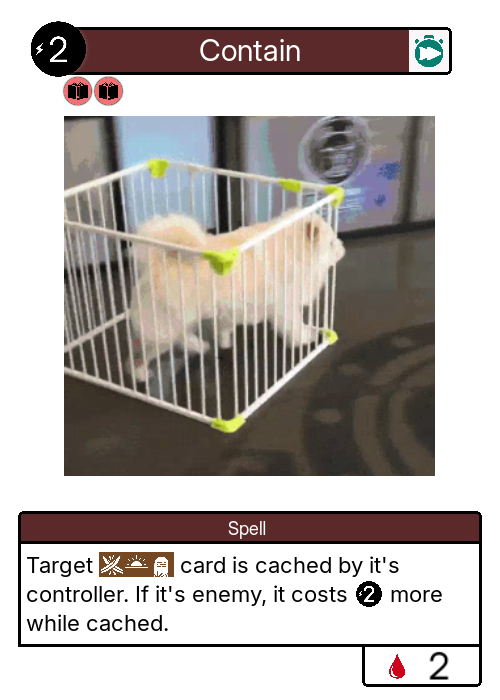 2
Contain
Spell
Target card is cached by it's
controller. If it's enemy, it costs 2 more
while cached.
2